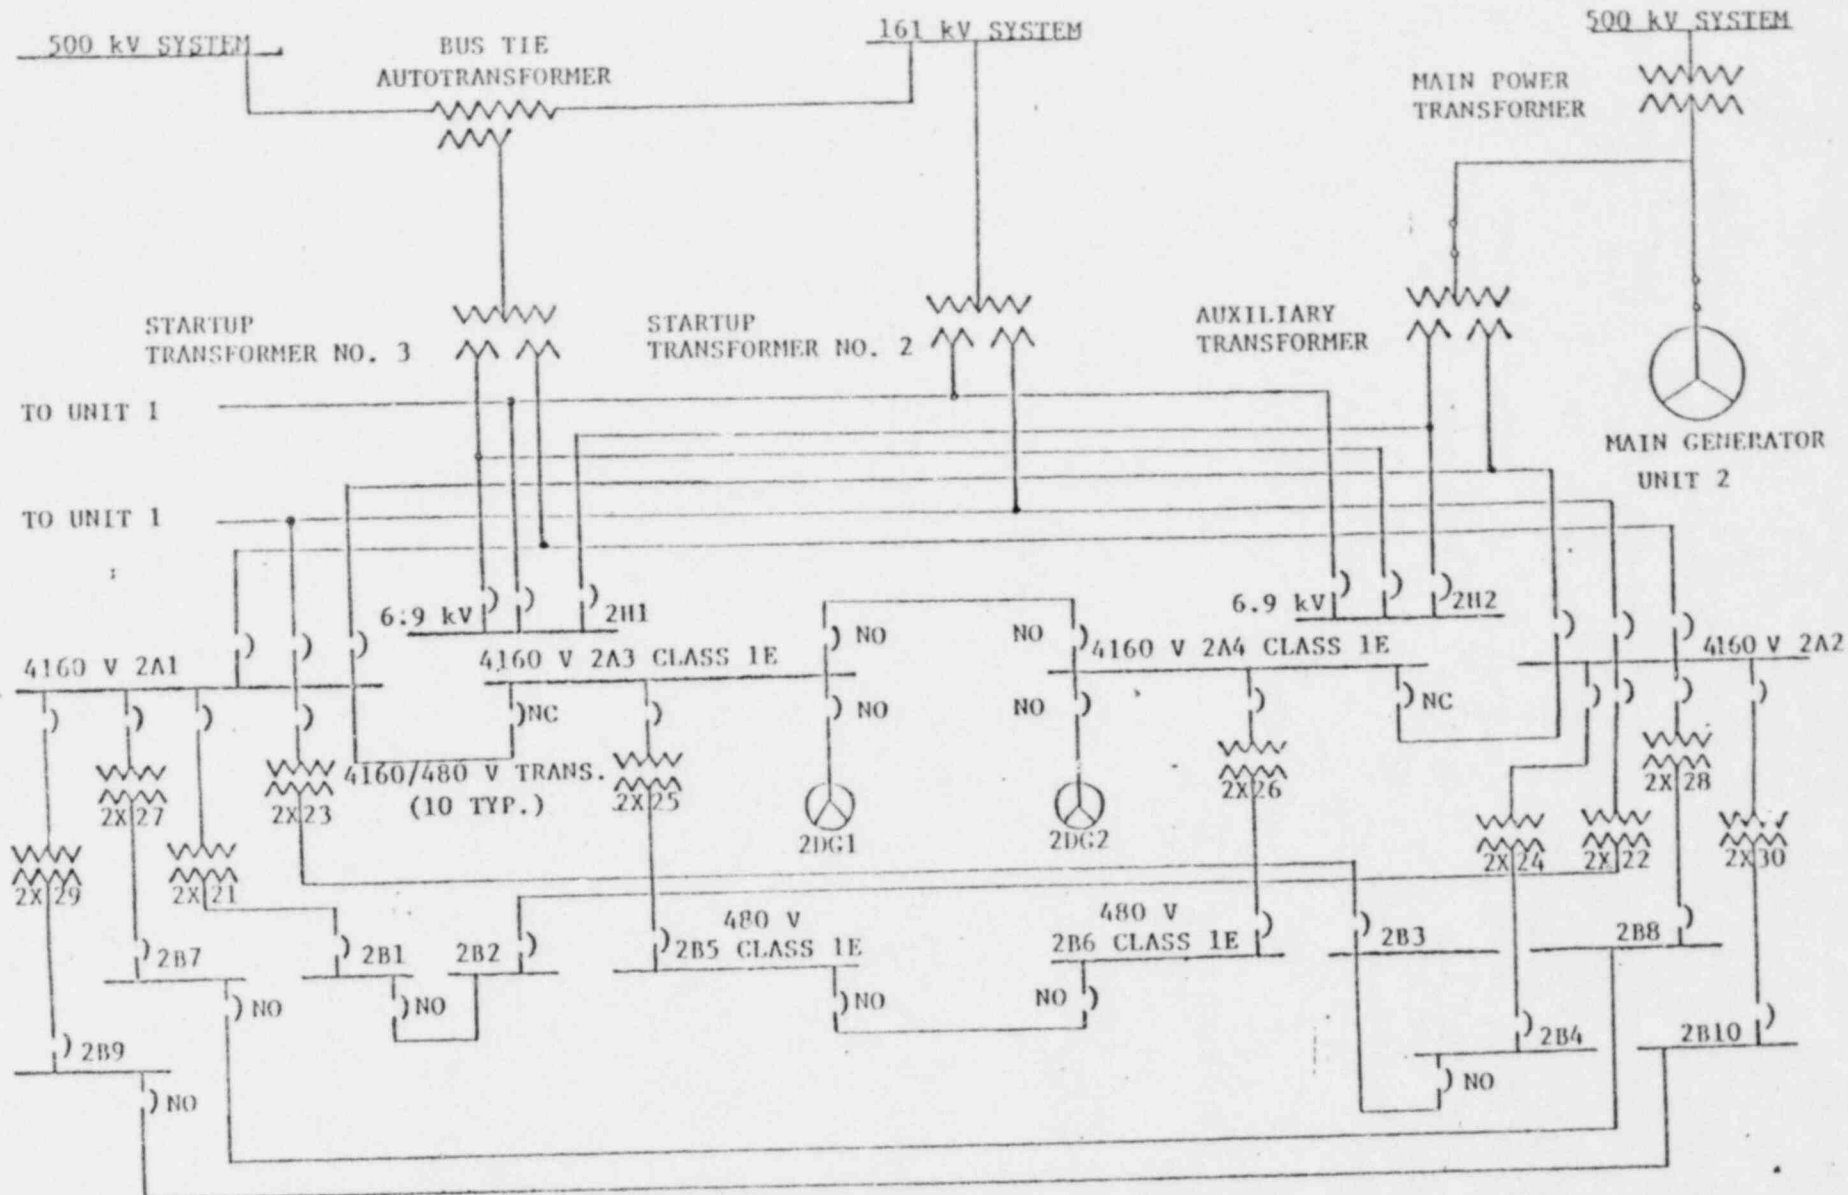 500 kV SYSTEM
BUS TIE
AUTOTRANSFORMER
161 kV SYSTEM
500 kV SYSTEM
MAIN POWER
TRANSFORMER
STARTUP
TRANSFORMER NO. 3
STARTUP
TRANSFORMER NO. 2
AUXILIARY
TRANSFORMER
TO UNIT 1
MAIN GENERATOR
UNIT 2
TO UNIT 1
6.9 kV
2H1
6.9 kV
2H2
NO
NO
4160 V 2A1
4160 V 2A3 CLASS 1E
4160 V 2A4 CLASS 1E
4160 V 2A2
NC
NO
NO
NC
4160/480 V TRANS.
(10 TYP.)
2X27
2X23
2X25
2X26
2X28
2DG1
2DG2
2X29
2X21
2X24
2X22
2X30
480 V
2B5 CLASS 1E
480 V
2B6 CLASS 1E
2B7
2B1
2B2
2B3
2B8
NO
NO
NO
NO
2B9
2B4
2B10
NO
NO